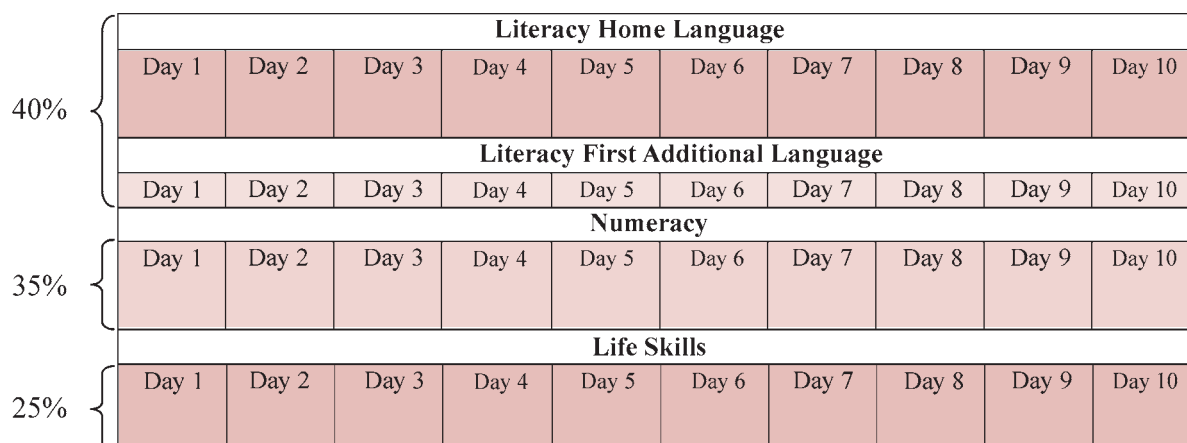 Literacy Home Language
Day 1 Day 2 Day 3 Day 4 Day 5 Day 6 Day 7 Day 8 Day 9 Day 10
40%
Literacy First Additional Language
Day 1 Day 2 Day 3 Day 4 Day 5 Day 6 Day 7 Day 8 Day 9 Day 10
Numeracy
Day 1 Day 2 Day 3 Day 4 Day 5 Day 6 Day 7 Day 8 Day 9 Day 10
35%
Life Skills
Day 1 Day 2 Day 3 Day 4 Day 5 Day 6 Day 7 Day 8 Day 9 Day 10
25%